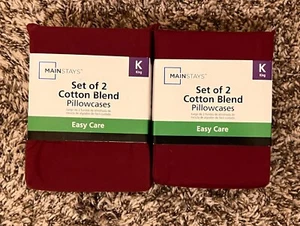 MAINSTAYS
K
King
Set of 2
Cotton Blend
Pillowcases
Easy Care
MAINSTAYS
K
King
Set of 2
Cotton Blend
Pillowcases
Easy Care